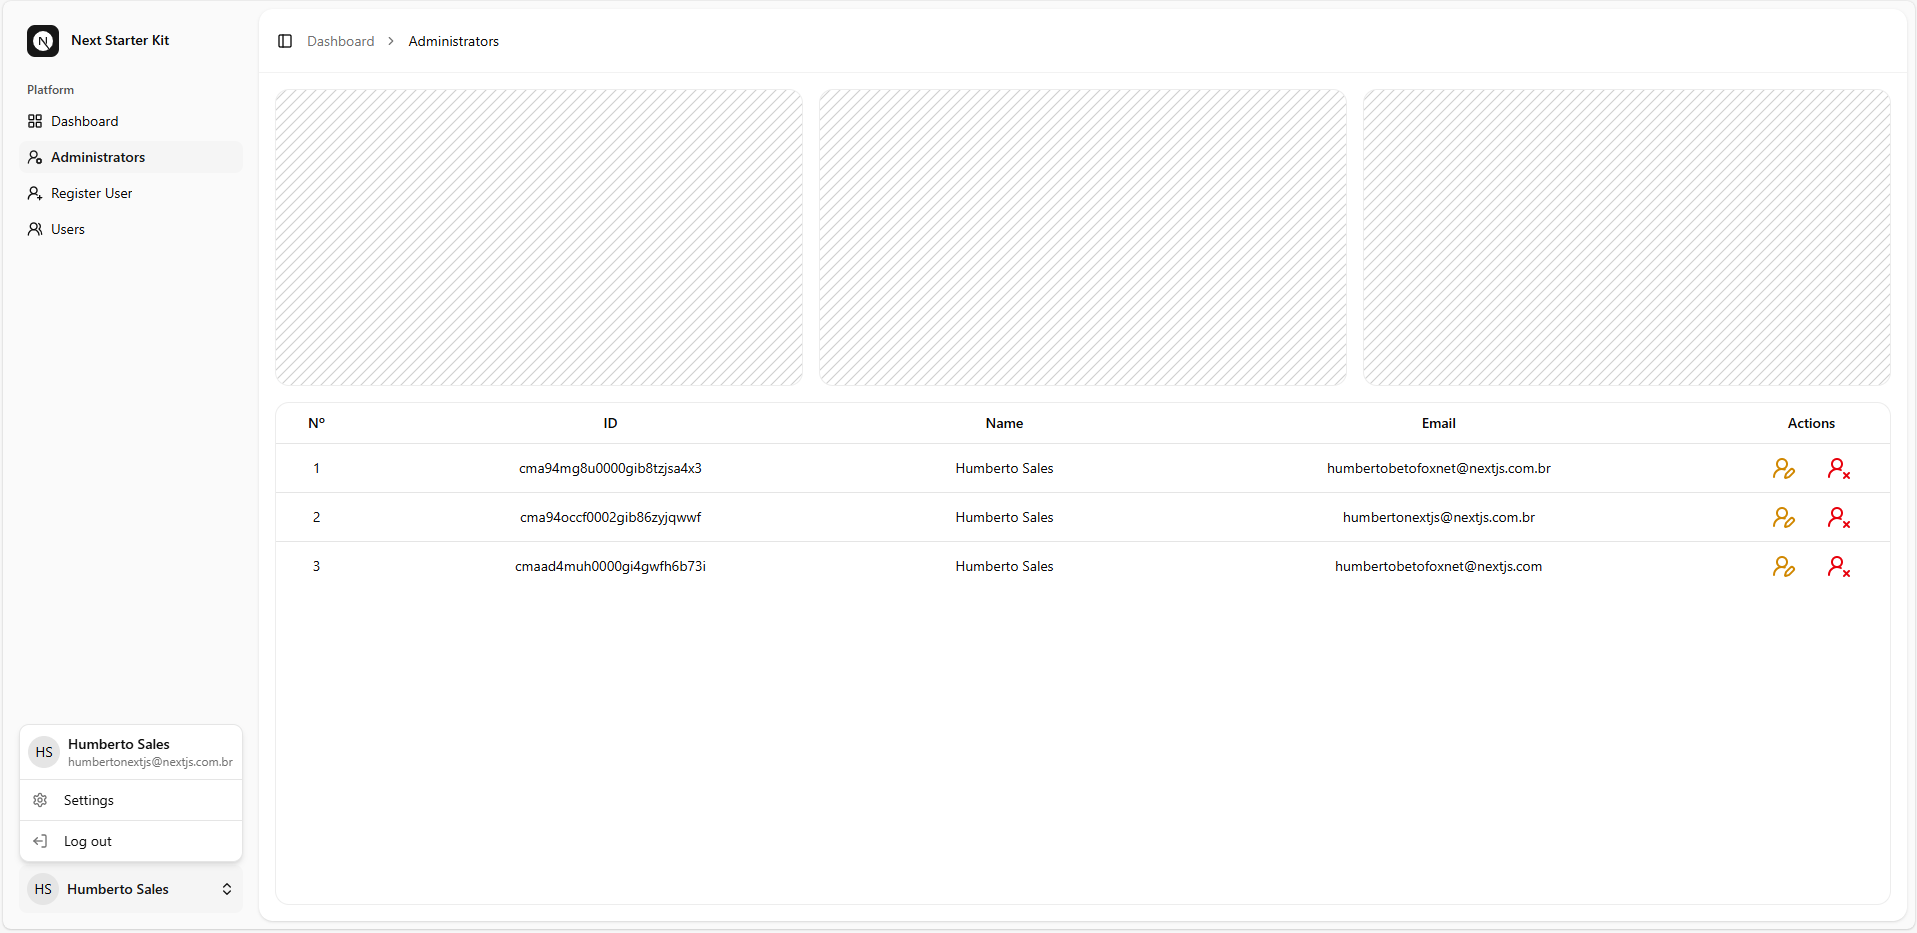 Next Starter Kit
Platform
Dashboard
Administrators
Register User
Users
HS
Humberto Sales
humbertonextjs@nextjs.com.br
Settings
Log out
HS Humberto Sales
Dashboard > Administrators
Nº ID Name Email Actions
1 cma94mg8u0000gib8tzjsa4x3 Humberto Sales humbertobetofoxnet@nextjs.com.br
2 cma94occf0002gib86zyjqwwf Humberto Sales humbertonextjs@nextjs.com.br
3 cmaad4muh0000gi4gwfh6b73i Humberto Sales humbertobetofoxnet@nextjs.com